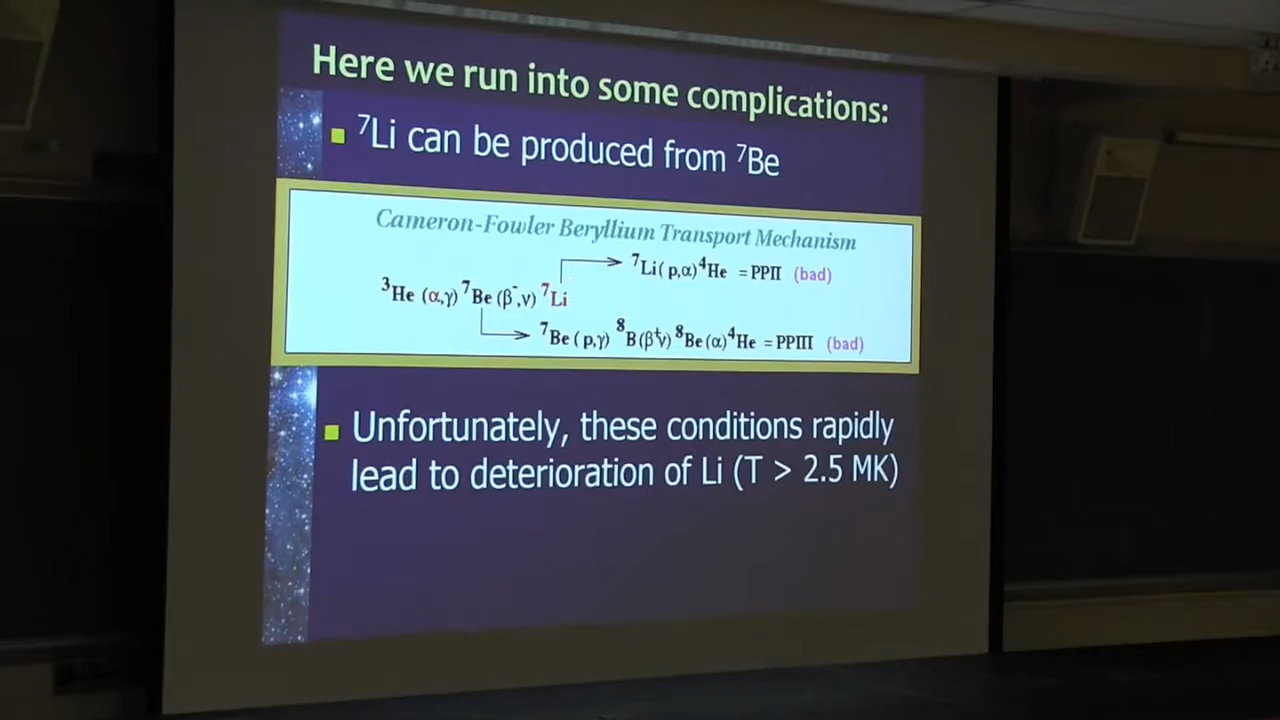 Here we run into some complications:
⁷Li can be produced from ⁷Be
Cameron-Fowler Beryllium Transport Mechanism
⁷Li(p,α)⁴He = PPII (bad)
³He (α,γ) ⁷Be (β⁻,ν) ⁷Li
⁷Be (p,γ) ⁸B(β⁺ν) ⁸Be (α) ⁴He = PPIII (bad)
Unfortunately, these conditions rapidly
lead to deterioration of Li (T > 2.5 MK)